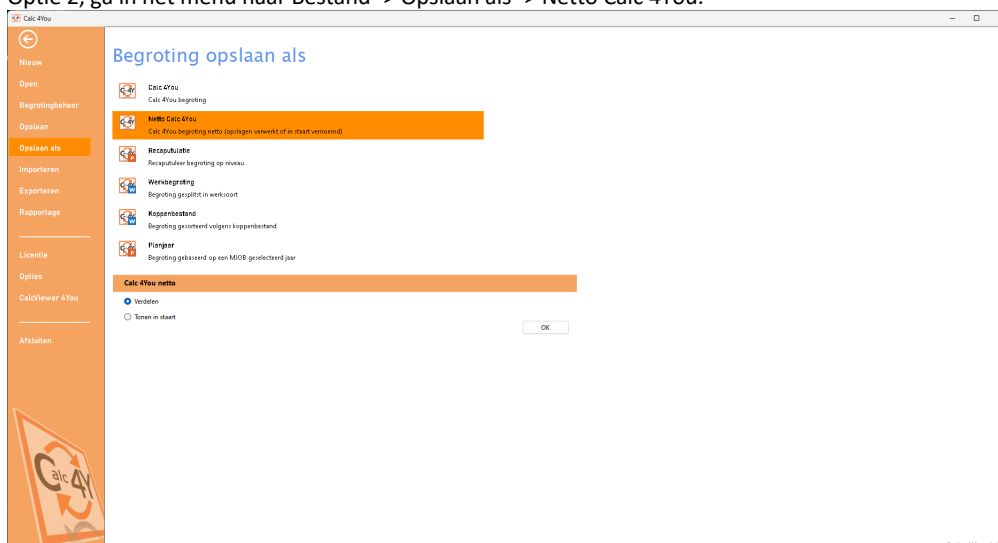 Optie 2, ga in het menu naar Bestand -> Opslaan als -> Netto Calc 4You.
Calc 4You
Nieuw
Open
Begrotingbeheer
Opslaan
Opslaan als
Importeren
Exporteren
Rapportage
Licentie
Opties
CalcViewer 4You
Afsluiten
Calc 4Y
Begroting opslaan als
Calc 4You
Calc 4You begroting
Netto Calc 4You
Calc 4You begroting netto (opslagen verwerkt of in staart vernoemd)
Recaputulatie
Recaputuleer begroting op niveau
Werkbegroting
Begroting gesplitst in werksoort
Koppenbestand
Begroting gesorteerd volgens koppenbestand
Planjaar
Begroting gebaseerd op een MJOB geselecteerd jaar
Calc 4You netto
Verdelen
Tonen in staart
OK